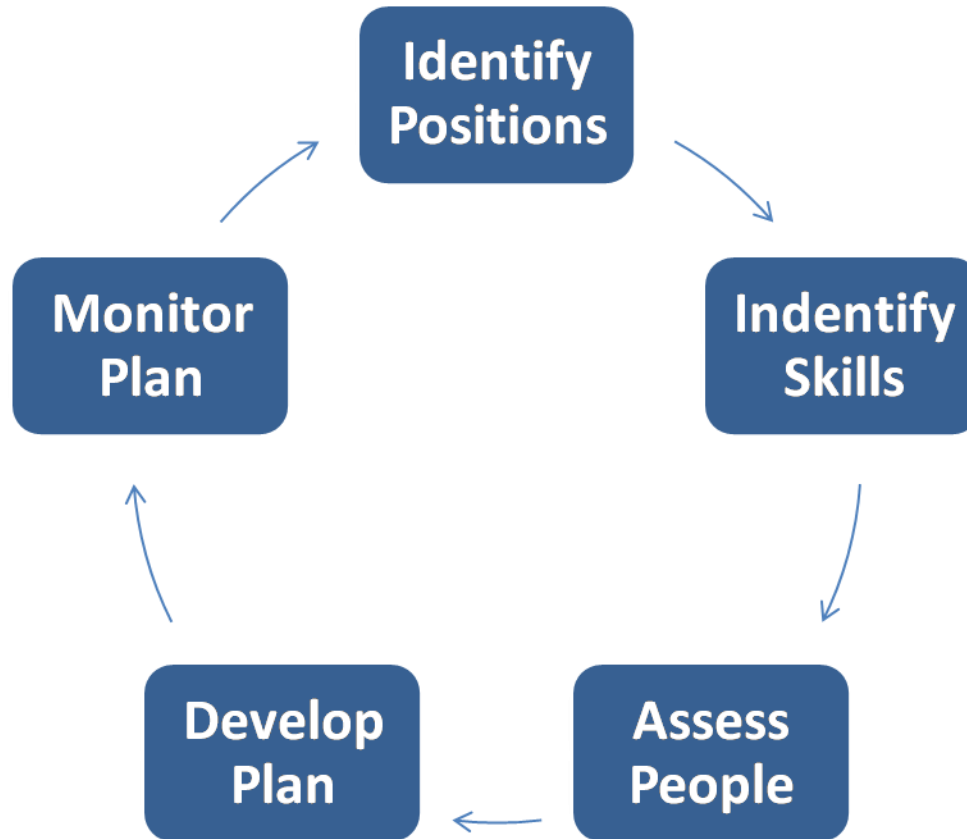 Identify
Positions
Indentify
Skills
Assess
People
Develop
Plan
Monitor
Plan